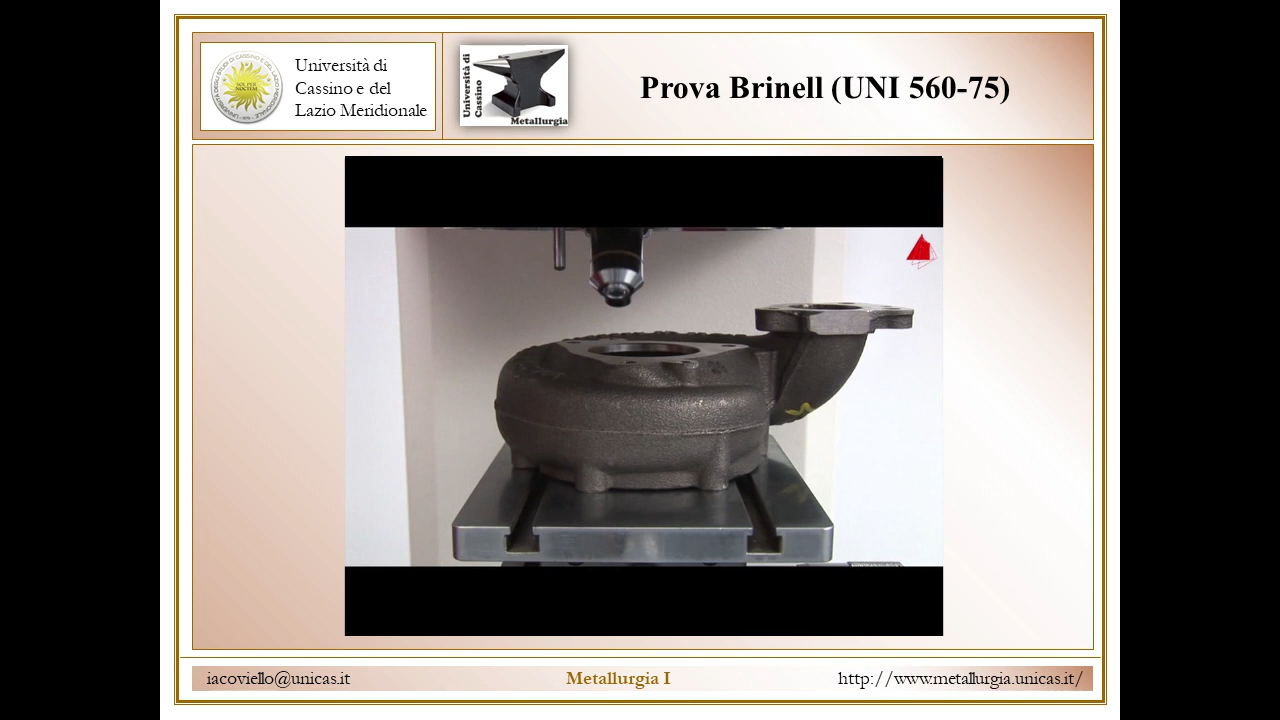 Università di
Cassino e del
Lazio Meridionale
Università di
Cassino
Metallurgia
Prova Brinell (UNI 560-75)
iacoviello@unicas.it
Metallurgia I
http://www.metallurgia.unicas.it/